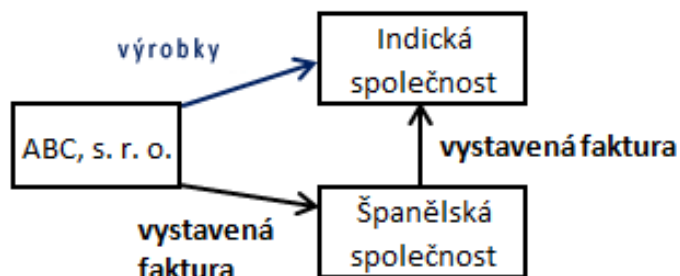 výrobky
Indická
společnost
ABC, s. r. o.
vystavená faktura
vystavená
faktura
Španělská
společnost